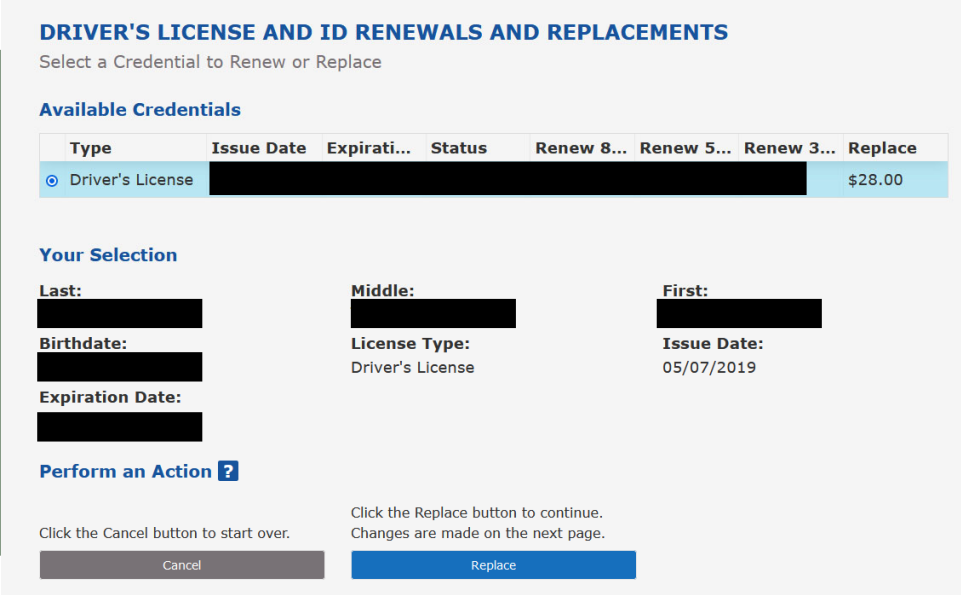 DRIVER'S LICENSE AND ID RENEWALS AND REPLACEMENTS
Select a Credential to Renew or Replace
Available Credentials
Type Issue Date Expirati... Status Renew 8... Renew 5... Renew 3... Replace
Driver's License $28.00
Your Selection
Last: Middle: First:
Birthdate: License Type: Issue Date:
Driver's License 05/07/2019
Expiration Date:
Perform an Action ?
Click the Replace button to continue.
Click the Cancel button to start over. Changes are made on the next page.
Cancel Replace